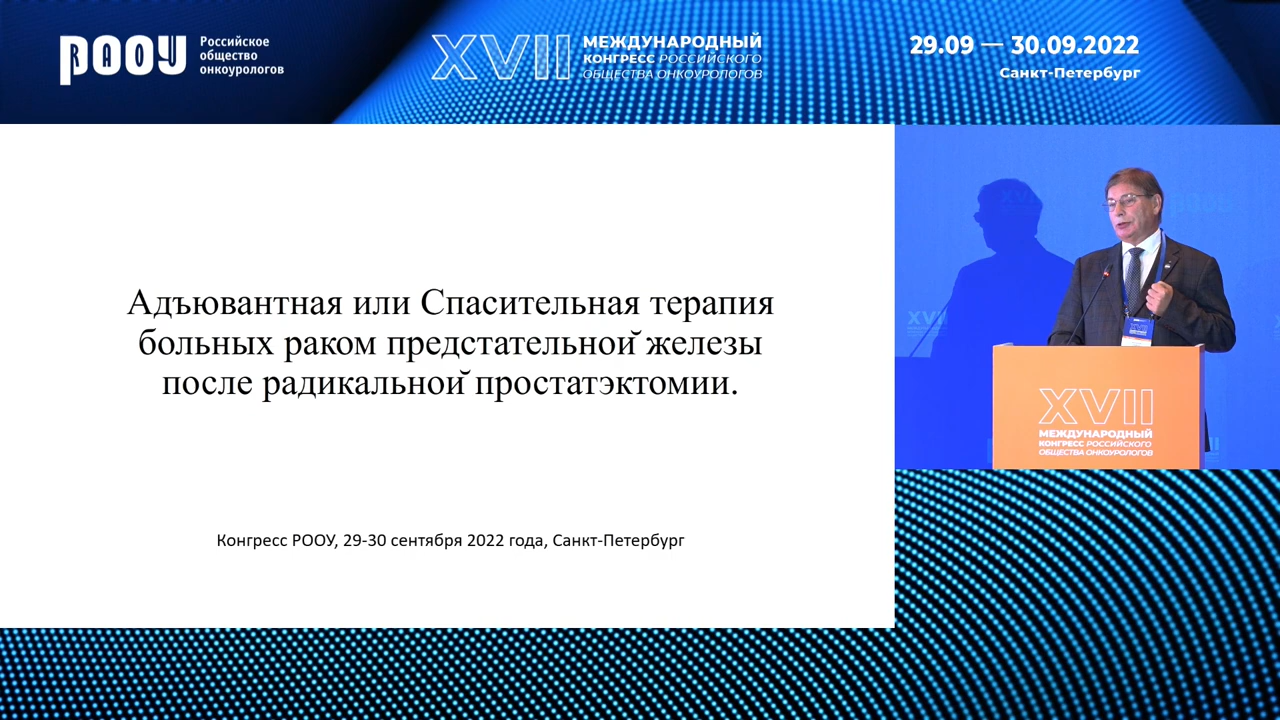 РООУ
RAOU
Российское
общество
онкоурологов
XVII
МЕЖДУНАРОДНЫЙ
КОНГРЕСС РОССИЙСКОГО
ОБЩЕСТВА ОНКОУРОЛОГОВ
29.09 — 30.09.2022
Санкт-Петербург
Адъювантная или Спасительная терапия
больных раком предстательной железы
после радикальной простатэктомии.
Конгресс РООУ, 29-30 сентября 2022 года, Санкт-Петербург
XVII
МЕЖДУНАРОДНЫЙ
КОНГРЕСС РОССИЙСКОГО
ОБЩЕСТВА ОНКОУРОЛОГОВ